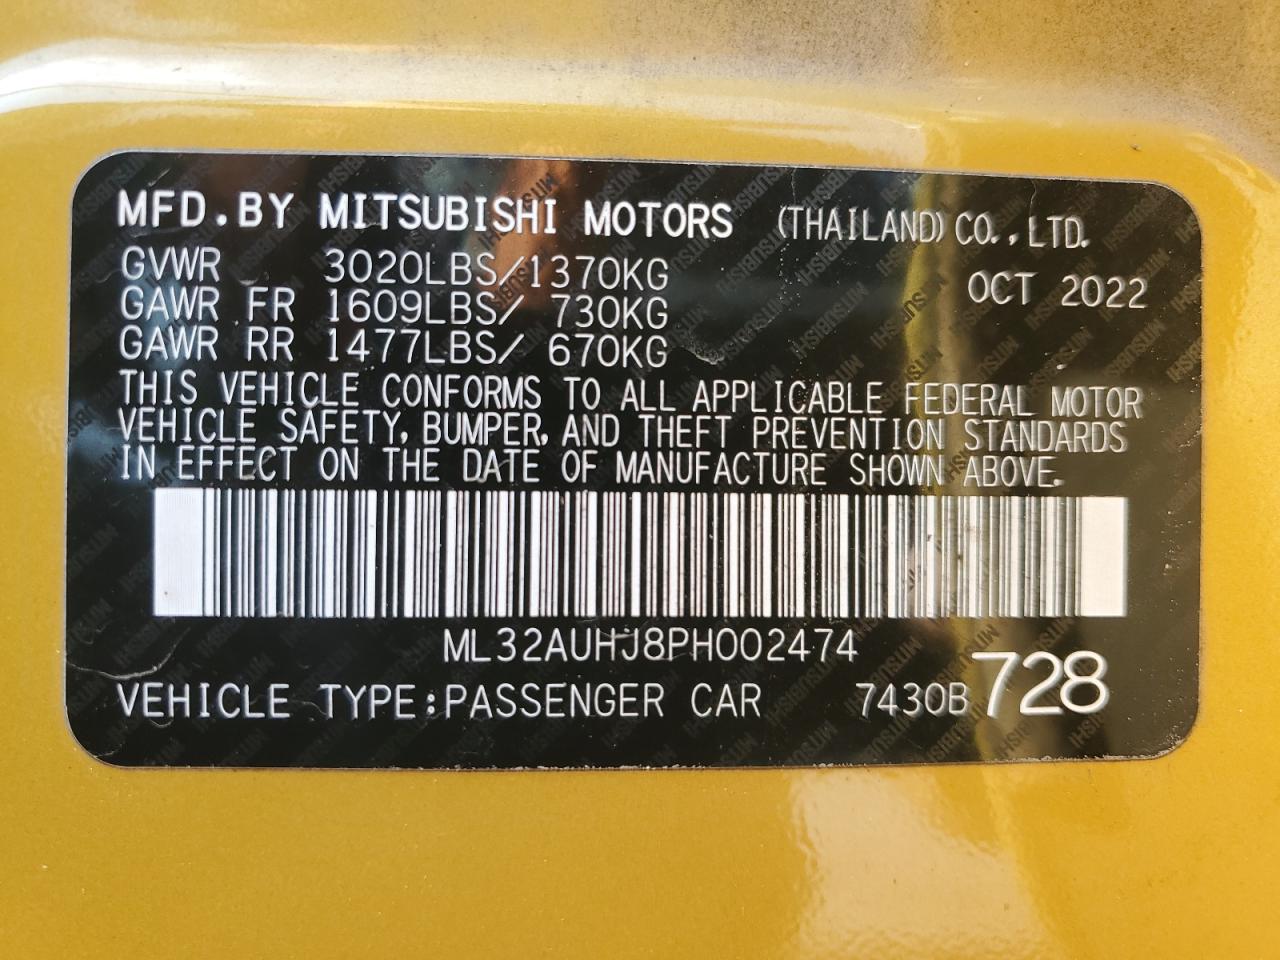 MFD.BY MITSUBISHI MOTORS (THAILAND) CO.,LTD.
GVWR 3020LBS/1370KG OCT 2022
GAWR FR 1609LBS/ 730KG
GAWR RR 1477LBS/ 670KG
THIS VEHICLE CONFORMS TO ALL APPLICABLE FEDERAL MOTOR
VEHICLE SAFETY, BUMPER, AND THEFT PREVENTION STANDARDS
IN EFFECT ON THE DATE OF MANUFACTURE SHOWN ABOVE.
ML32AUHJ8PH002474
VEHICLE TYPE:PASSENGER CAR 7430B 728